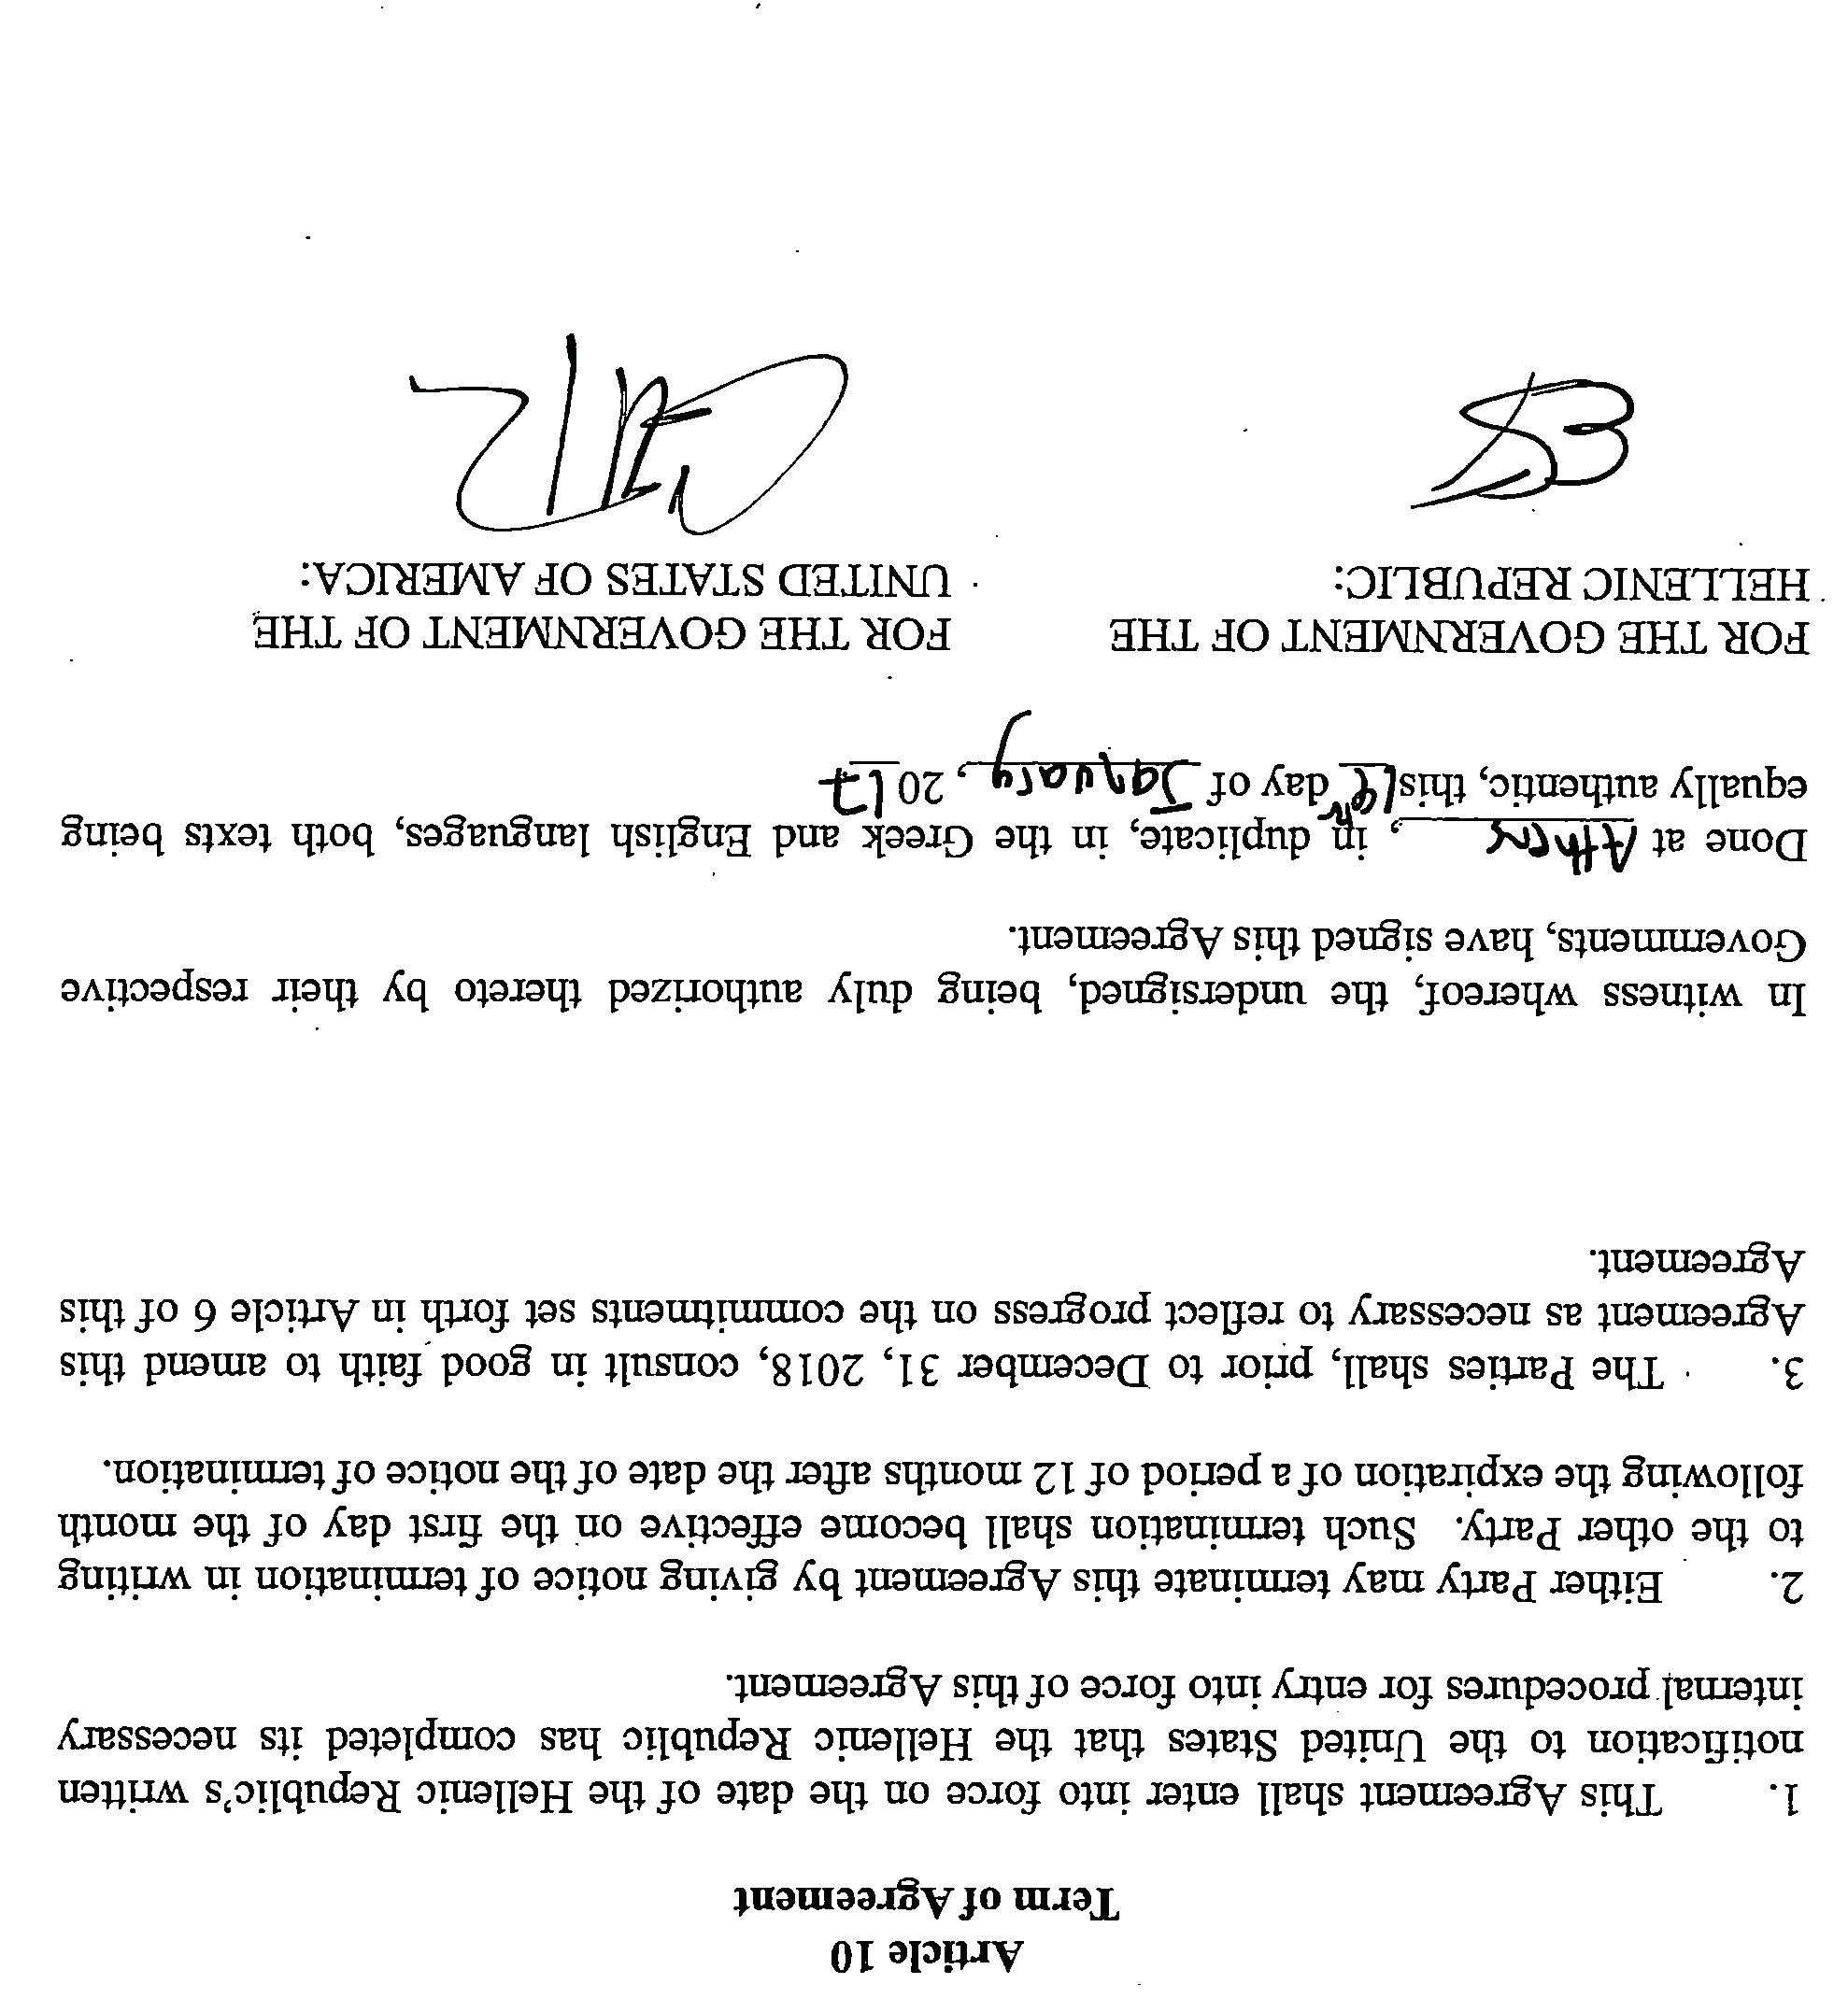 Article 10
Term of Agreement
1. This Agreement shall enter into force on the date of the Hellenic Republic’s written
notification to the United States that the Hellenic Republic has completed its necessary
internal procedures for entry into force of this Agreement.
2. Either Party may terminate this Agreement by giving notice of termination in writing
to the other Party. Such termination shall become effective on the first day of the month
following the expiration of a period of 12 months after the date of the notice of termination.
3. The Parties shall, prior to December 31, 2018, consult in good faith to amend this
Agreement as necessary to reflect progress on the commitments set forth in Article 6 of this
Agreement.
In witness whereof, the undersigned, being duly authorized thereto by their respective
Governments, have signed this Agreement.
Done at Athens, in duplicate, in the Greek and English languages, both texts being
equally authentic, this 19th day of January, 2017
FOR THE GOVERNMENT OF THE
HELLENIC REPUBLIC:
FOR THE GOVERNMENT OF THE
UNITED STATES OF AMERICA: